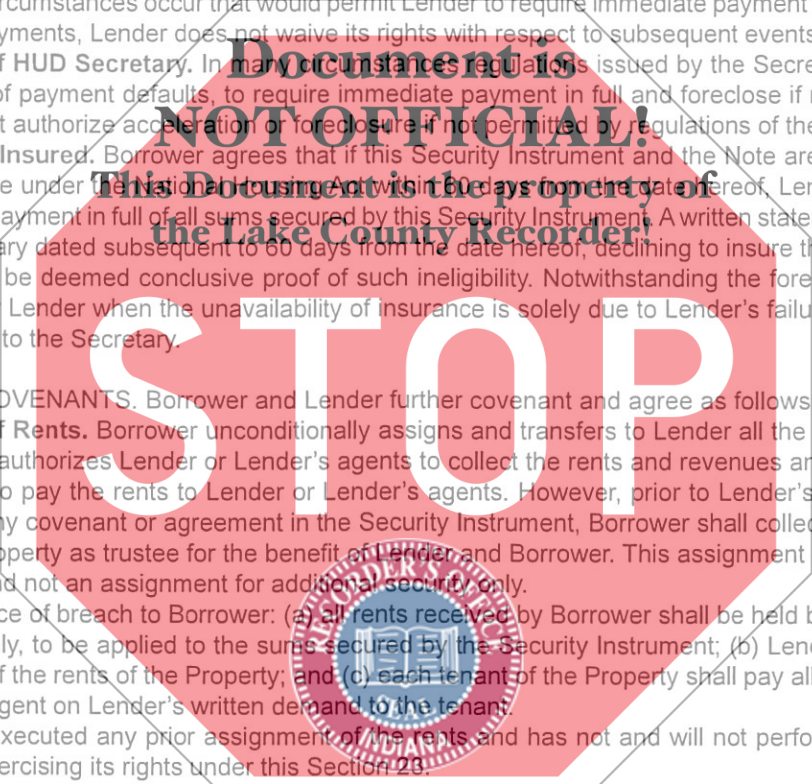 cumstances occur that would permit Lender to require immediate payment
yments, Lender does not waive its rights with respect to subsequent events
Document is
f HUD Secretary. In many circumstances regulations issued by the Secre
of payment defaults, to require immediate payment in full and foreclose if
NOT OFFICIAL!
t authorize acceleration or foreclosure if not permitted by regulations of the
Insured. Borrower agrees that if this Security Instrument and the Note are
This Document is the property of
e under the National Housing Act within 60 days from the date hereof, Len
ayment in full of all sums secured by this Security Instrument. A written state
the Lake County Recorder!
ary dated subsequent to 60 days from the date hereof, declining to insure th
be deemed conclusive proof of such ineligibility. Notwithstanding the fore
Lender when the unavailability of insurance is solely due to Lender's failu
to the Secretary.
STOP
OVENANTS. Borrower and Lender further covenant and agree as follows
f Rents. Borrower unconditionally assigns and transfers to Lender all the
authorizes Lender or Lender's agents to collect the rents and revenues an
o pay the rents to Lender or Lender's agents. However, prior to Lender's
ny covenant or agreement in the Security Instrument, Borrower shall collec
operty as trustee for the benefit of Lender and Borrower. This assignment
d not an assignment for additional security only.
RECORDER'S OFFICE
ce of breach to Borrower: (a) all rents received by Borrower shall be held b
ly, to be applied to the sums secured by the Security Instrument; (b) Lend
f the rents of the Property; and (c) each tenant of the Property shall pay all
gent on Lender's written demand to the tenant.
SEAL
xecuted any prior assignment of the rents and has not and will not perfo
INDIANA
ercising its rights under this Section 23.